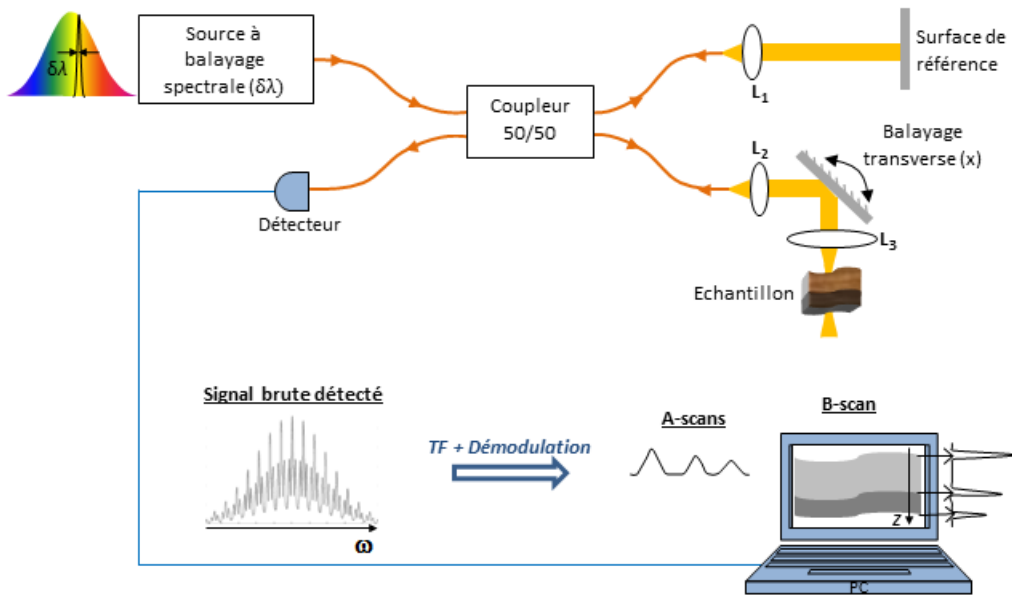 δλ
Source à
balayage
spectrale (δλ)
Coupleur
50/50
L1
Surface de
référence
L2
Balayage
transverse (x)
L3
Echantillon
Détecteur
Signal brute détecté
ω
TF + Démodulation
A-scans
B-scan
z
PC